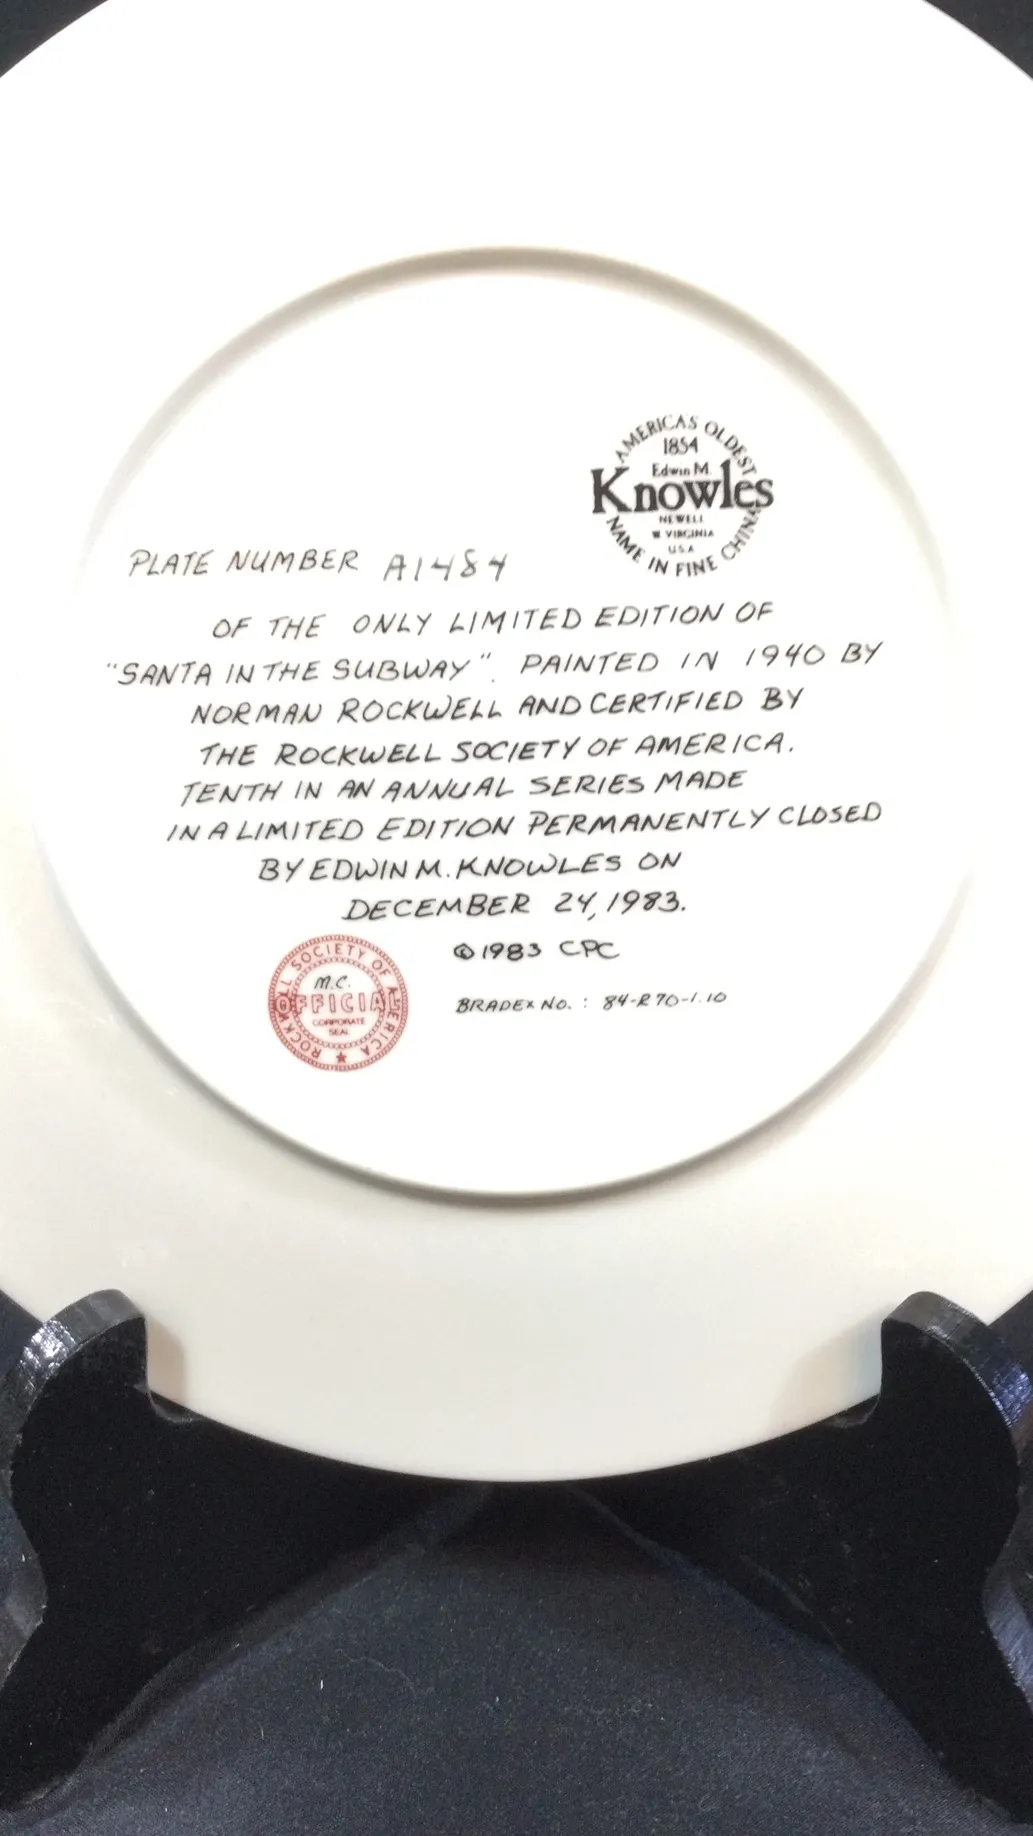 AMERICA'S OLDEST
1854
Edwin M.
Knowles
NEWELL
W VIRGINIA
U.S.A
NAME IN FINE CHINA
PLATE NUMBER A1484
OF THE ONLY LIMITED EDITION OF
"SANTA IN THE SUBWAY". PAINTED IN 1940 BY
NORMAN ROCKWELL AND CERTIFIED BY
THE ROCKWELL SOCIETY OF AMERICA.
TENTH IN AN ANNUAL SERIES MADE
IN A LIMITED EDITION PERMANENTLY CLOSED
BY EDWIN M. KNOWLES ON
DECEMBER 24, 1983.
© 1983 CPC
BRADEX NO. : 84-R70-1.10
ROCKWELL SOCIETY OF AMERICA
M.C.
OFFICIAL
CORPORATE
SEAL